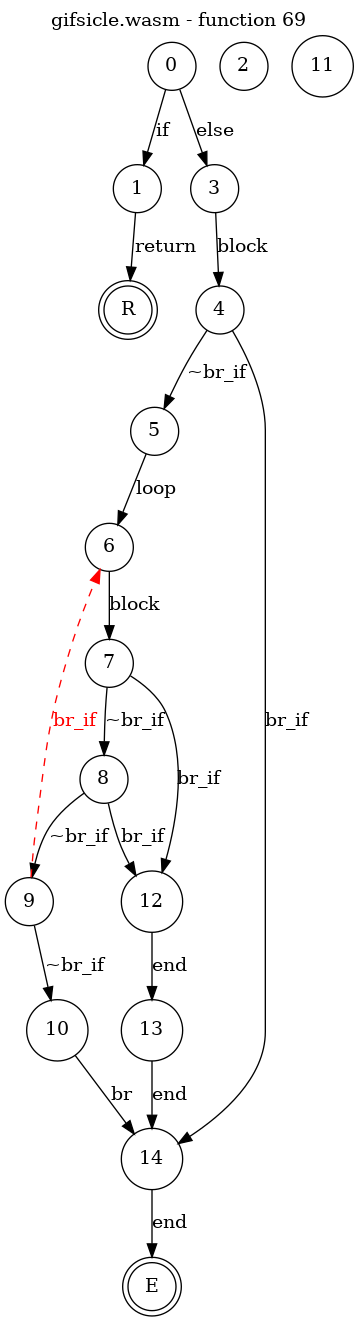 gifsicle.wasm - function 69
0
2
11
if
else
1
3
return
block
R
4
~br_if
5
loop
6
block
7
br_if
~br_if
br_if
8
br_if
~br_if
br_if
9
12
~br_if
end
10
13
br
end
14
end
E